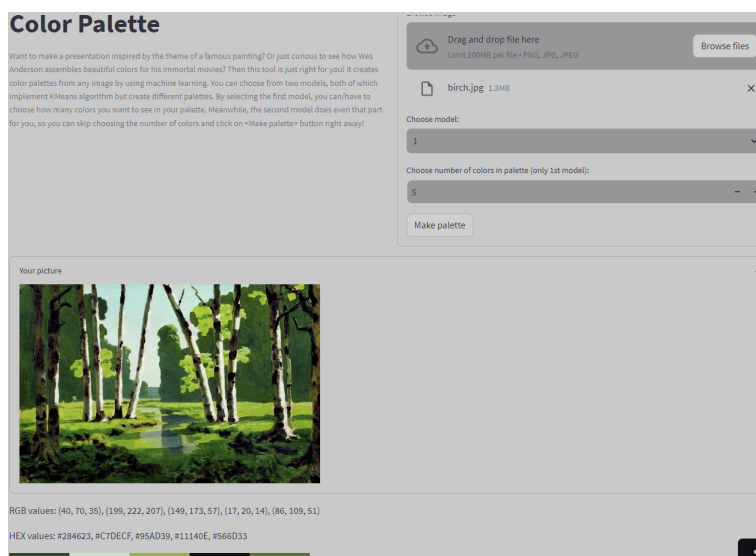 Color Palette
Want to make a presentation inspired by the theme of a famous painting? Or just curious to see how Wes
Anderson assembles beautiful colors for his immortal movies? Then this tool is just right for you! It creates
color palettes from any image by using machine learning. You can choose from two models, both of which
implement KMeans algorithm but create different palettes. By selecting the first model, you can/have to
choose how many colors you want to see in your palette. Meanwhile, the second model does even that part
for you, so you can skip choosing the number of colors and click on <Make palette> button right away!
Drag and drop file here
Limit 200MB per file • PNG, JPG, JPEG
Browse files
birch.jpg 1.3MB
Choose model:
1
Choose number of colors in palette (only 1st model):
5
Make palette
Your picture
RGB values: (40, 70, 35), (199, 222, 207), (149, 173, 57), (17, 20, 14), (86, 109, 51)
HEX values: #284623, #C7DECF, #95AD39, #11140E, #566D33